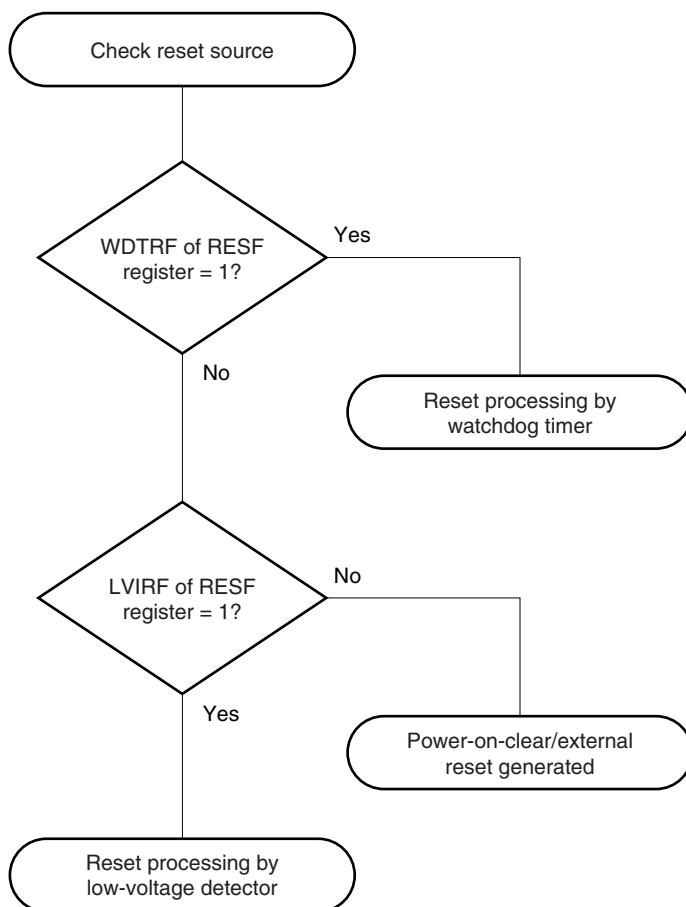 Check reset source
WDTRF of RESF
register = 1?
Yes
No
Reset processing by
watchdog timer
LVIRF of RESF
register = 1?
No
Yes
Power-on-clear/external
reset generated
Reset processing by
low-voltage detector